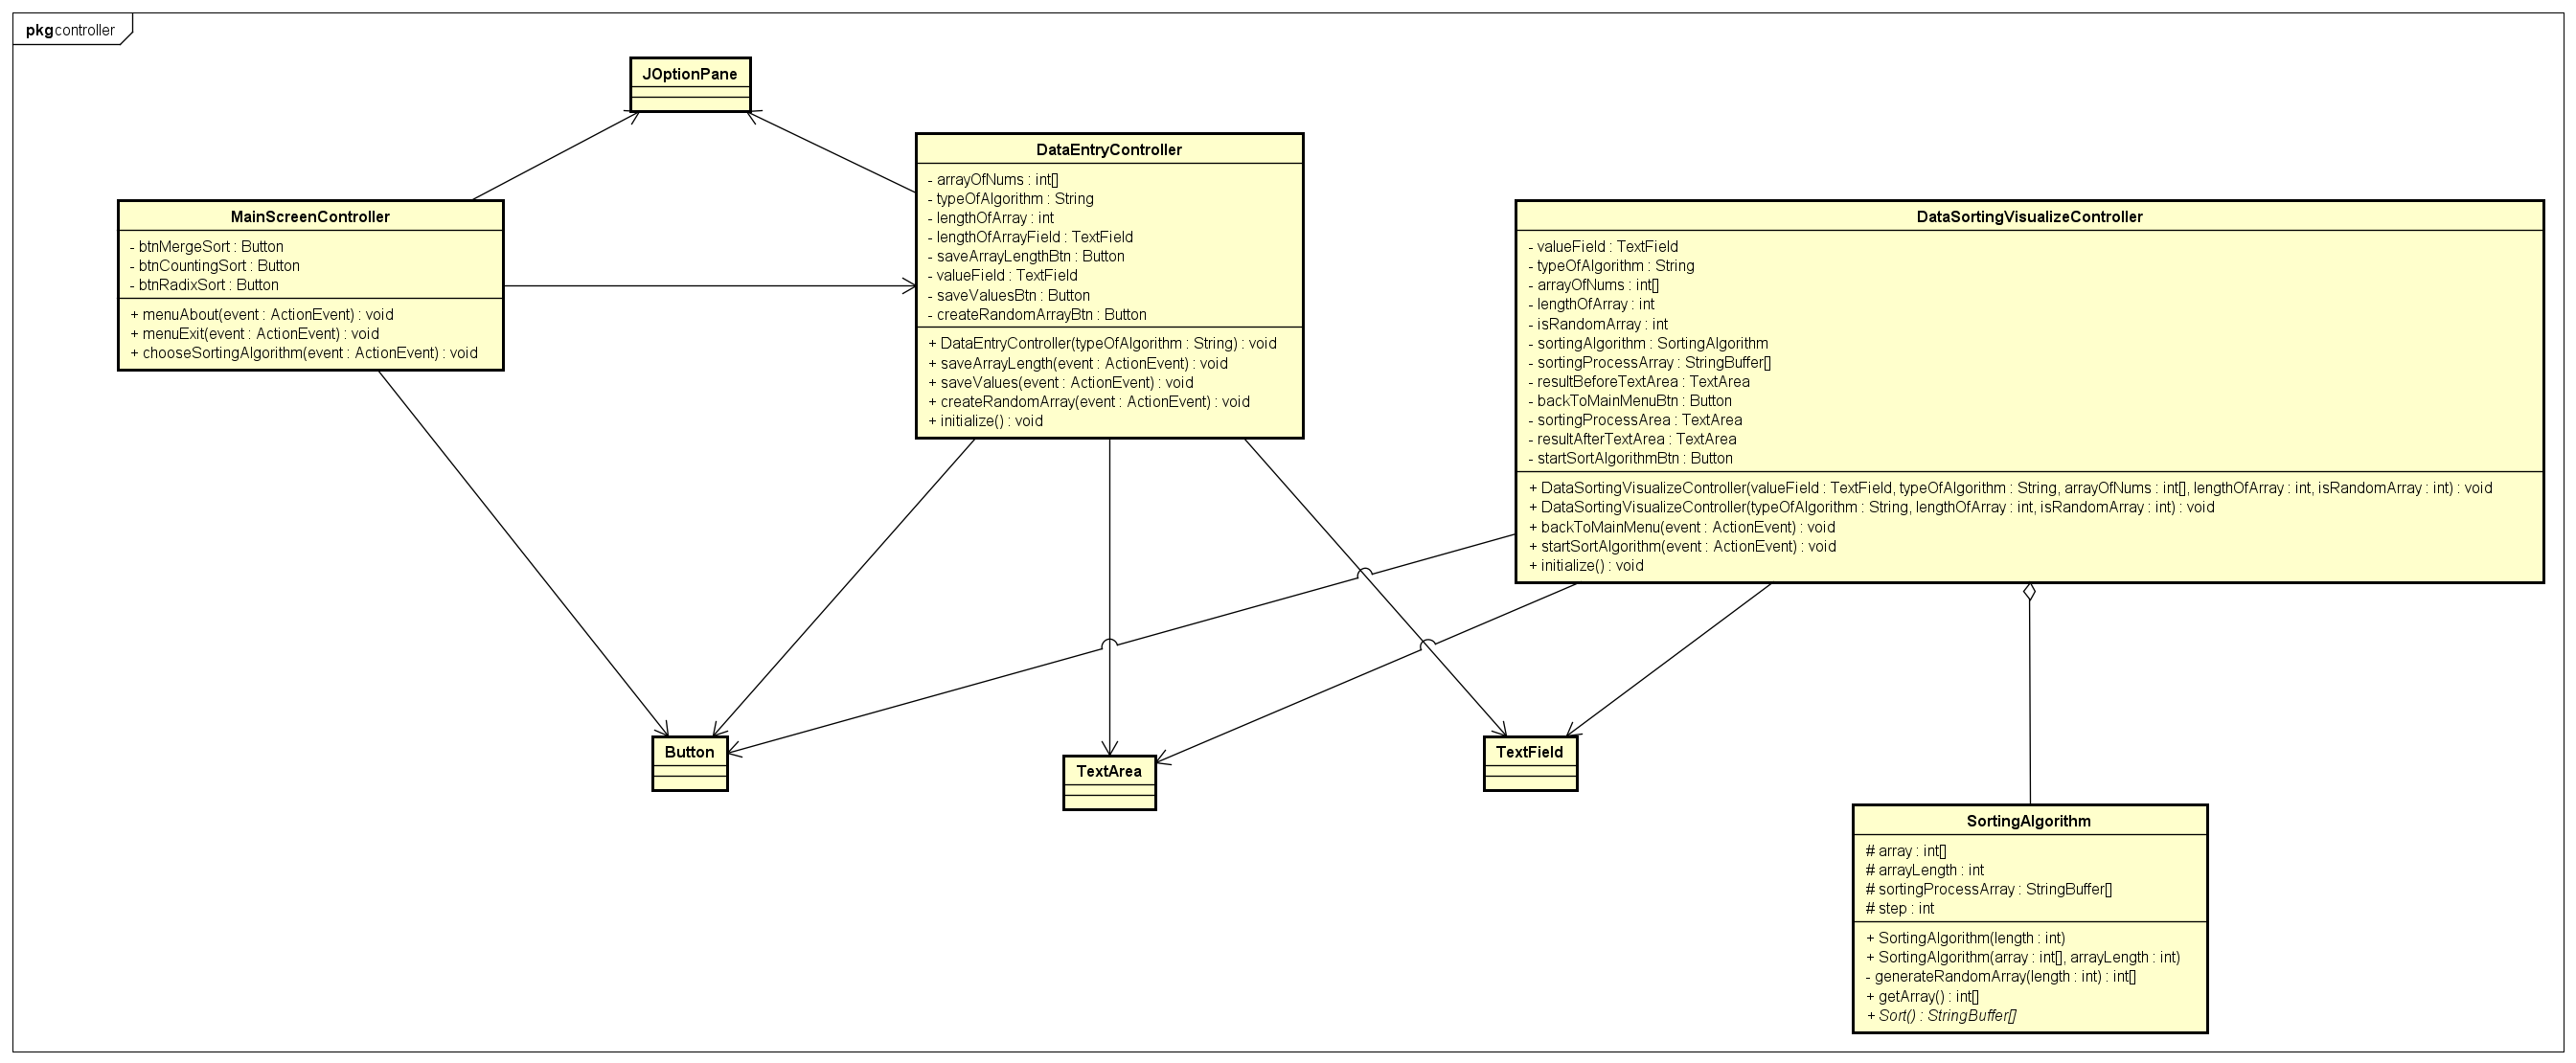 pkg controller
JOptionPane
DataEntryController
- arrayOfNums : int[]
- typeOfAlgorithm : String
- lengthOfArray : int
- lengthOfArrayField : TextField
- saveArrayLengthBtn : Button
- valueField : TextField
- saveValuesBtn : Button
- createRandomArrayBtn : Button
+ DataEntryController(typeOfAlgorithm : String) : void
+ saveArrayLength(event : ActionEvent) : void
+ saveValues(event : ActionEvent) : void
+ createRandomArray(event : ActionEvent) : void
+ initialize() : void
MainScreenController
- btnMergeSort : Button
- btnCountingSort : Button
- btnRadixSort : Button
+ menuAbout(event : ActionEvent) : void
+ menuExit(event : ActionEvent) : void
+ chooseSortingAlgorithm(event : ActionEvent) : void
DataSortingVisualizeController
- valueField : TextField
- typeOfAlgorithm : String
- arrayOfNums : int[]
- lengthOfArray : int
- isRandomArray : int
- sortingAlgorithm : SortingAlgorithm
- sortingProcessArray : StringBuffer[]
- resultBeforeTextArea : TextArea
- backToMainMenuBtn : Button
- sortingProcessArea : TextArea
- resultAfterTextArea : TextArea
- startSortAlgorithmBtn : Button
+ DataSortingVisualizeController(valueField : TextField, typeOfAlgorithm : String, arrayOfNums : int[], lengthOfArray : int, isRandomArray : int) : void
+ DataSortingVisualizeController(typeOfAlgorithm : String, lengthOfArray : int, isRandomArray : int) : void
+ backToMainMenu(event : ActionEvent) : void
+ startSortAlgorithm(event : ActionEvent) : void
+ initialize() : void
Button
TextArea
TextField
SortingAlgorithm
# array : int[]
# arrayLength : int
# sortingProcessArray : StringBuffer[]
# step : int
+ SortingAlgorithm(length : int)
+ SortingAlgorithm(array : int[], arrayLength : int)
- generateRandomArray(length : int) : int[]
+ getArray() : int[]
+ Sort() : StringBuffer[]